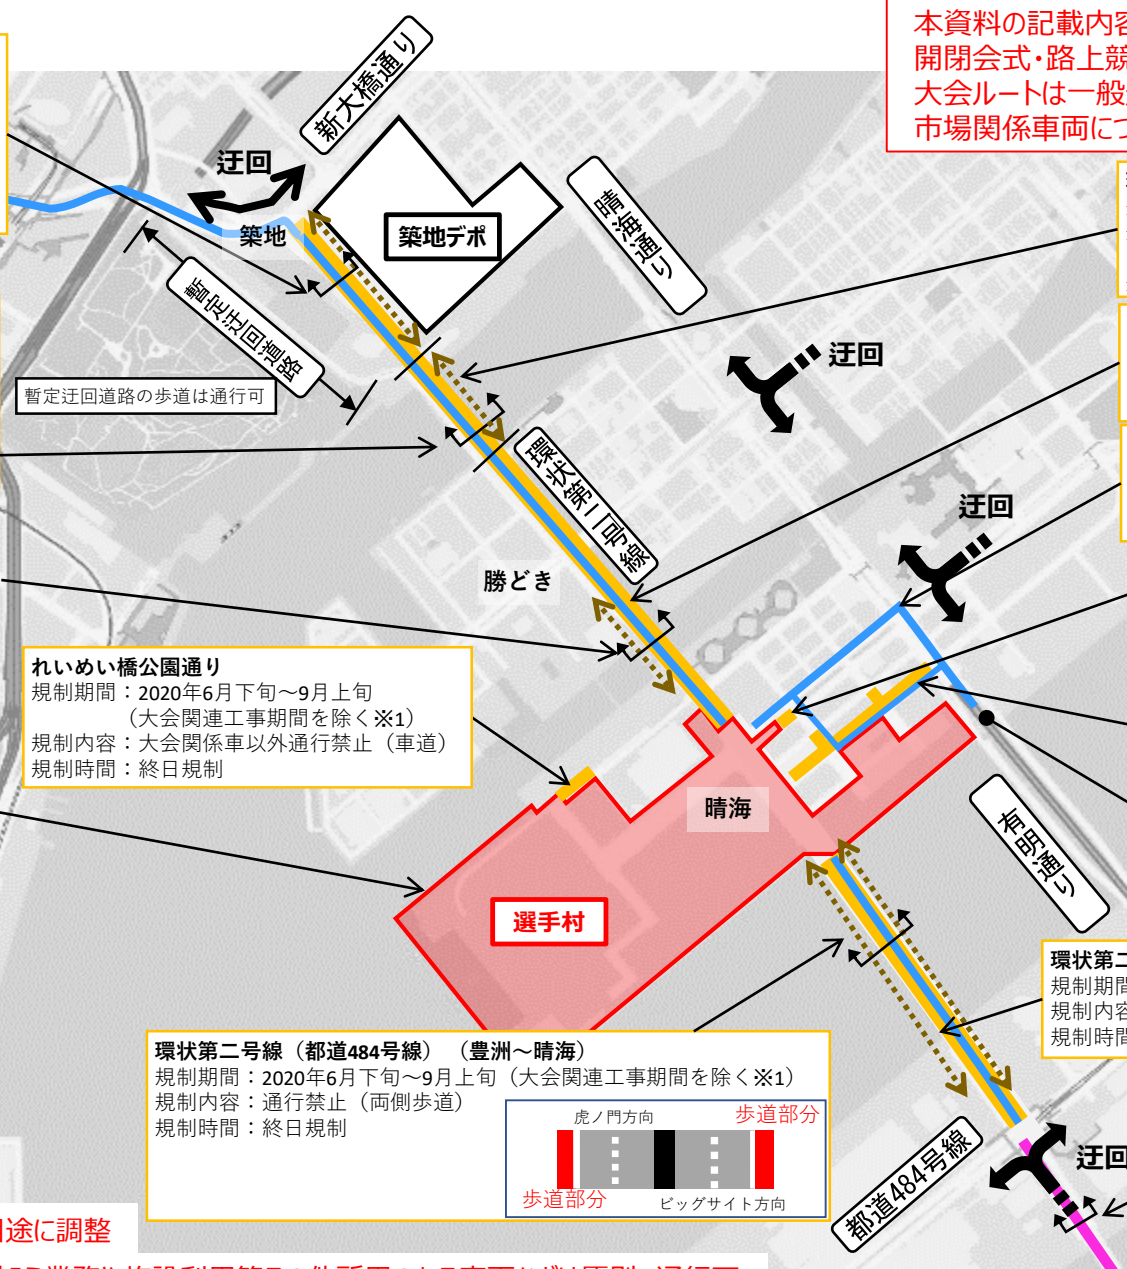 本資料の記載内容
開閉会式・路上競
大会ルートは一般
市場関係車両につ
新大橋通り
迂回
築地
築地デポ
晴海通り
暫定迂回道路
暫定迂回道路の歩道は通行可
迂回
環状第二号線
迂回
勝どき
れいめい橋公園通り
規制期間：2020年6月下旬～9月上旬
（大会関連工事期間を除く※1）
規制内容：大会関係車以外通行禁止（車道）
規制時間：終日規制
晴海
有明通り
選手村
環状第二
規制期間
規制内容
規制時間
環状第二号線（都道484号線）（豊洲～晴海）
規制期間：2020年6月下旬～9月上旬（大会関連工事期間を除く※1）
規制内容：通行禁止（両側歩道）
規制時間：終日規制
虎ノ門方向
歩道部分
歩道部分
ビッグサイト方向
都道484号線
迂回
途に調整